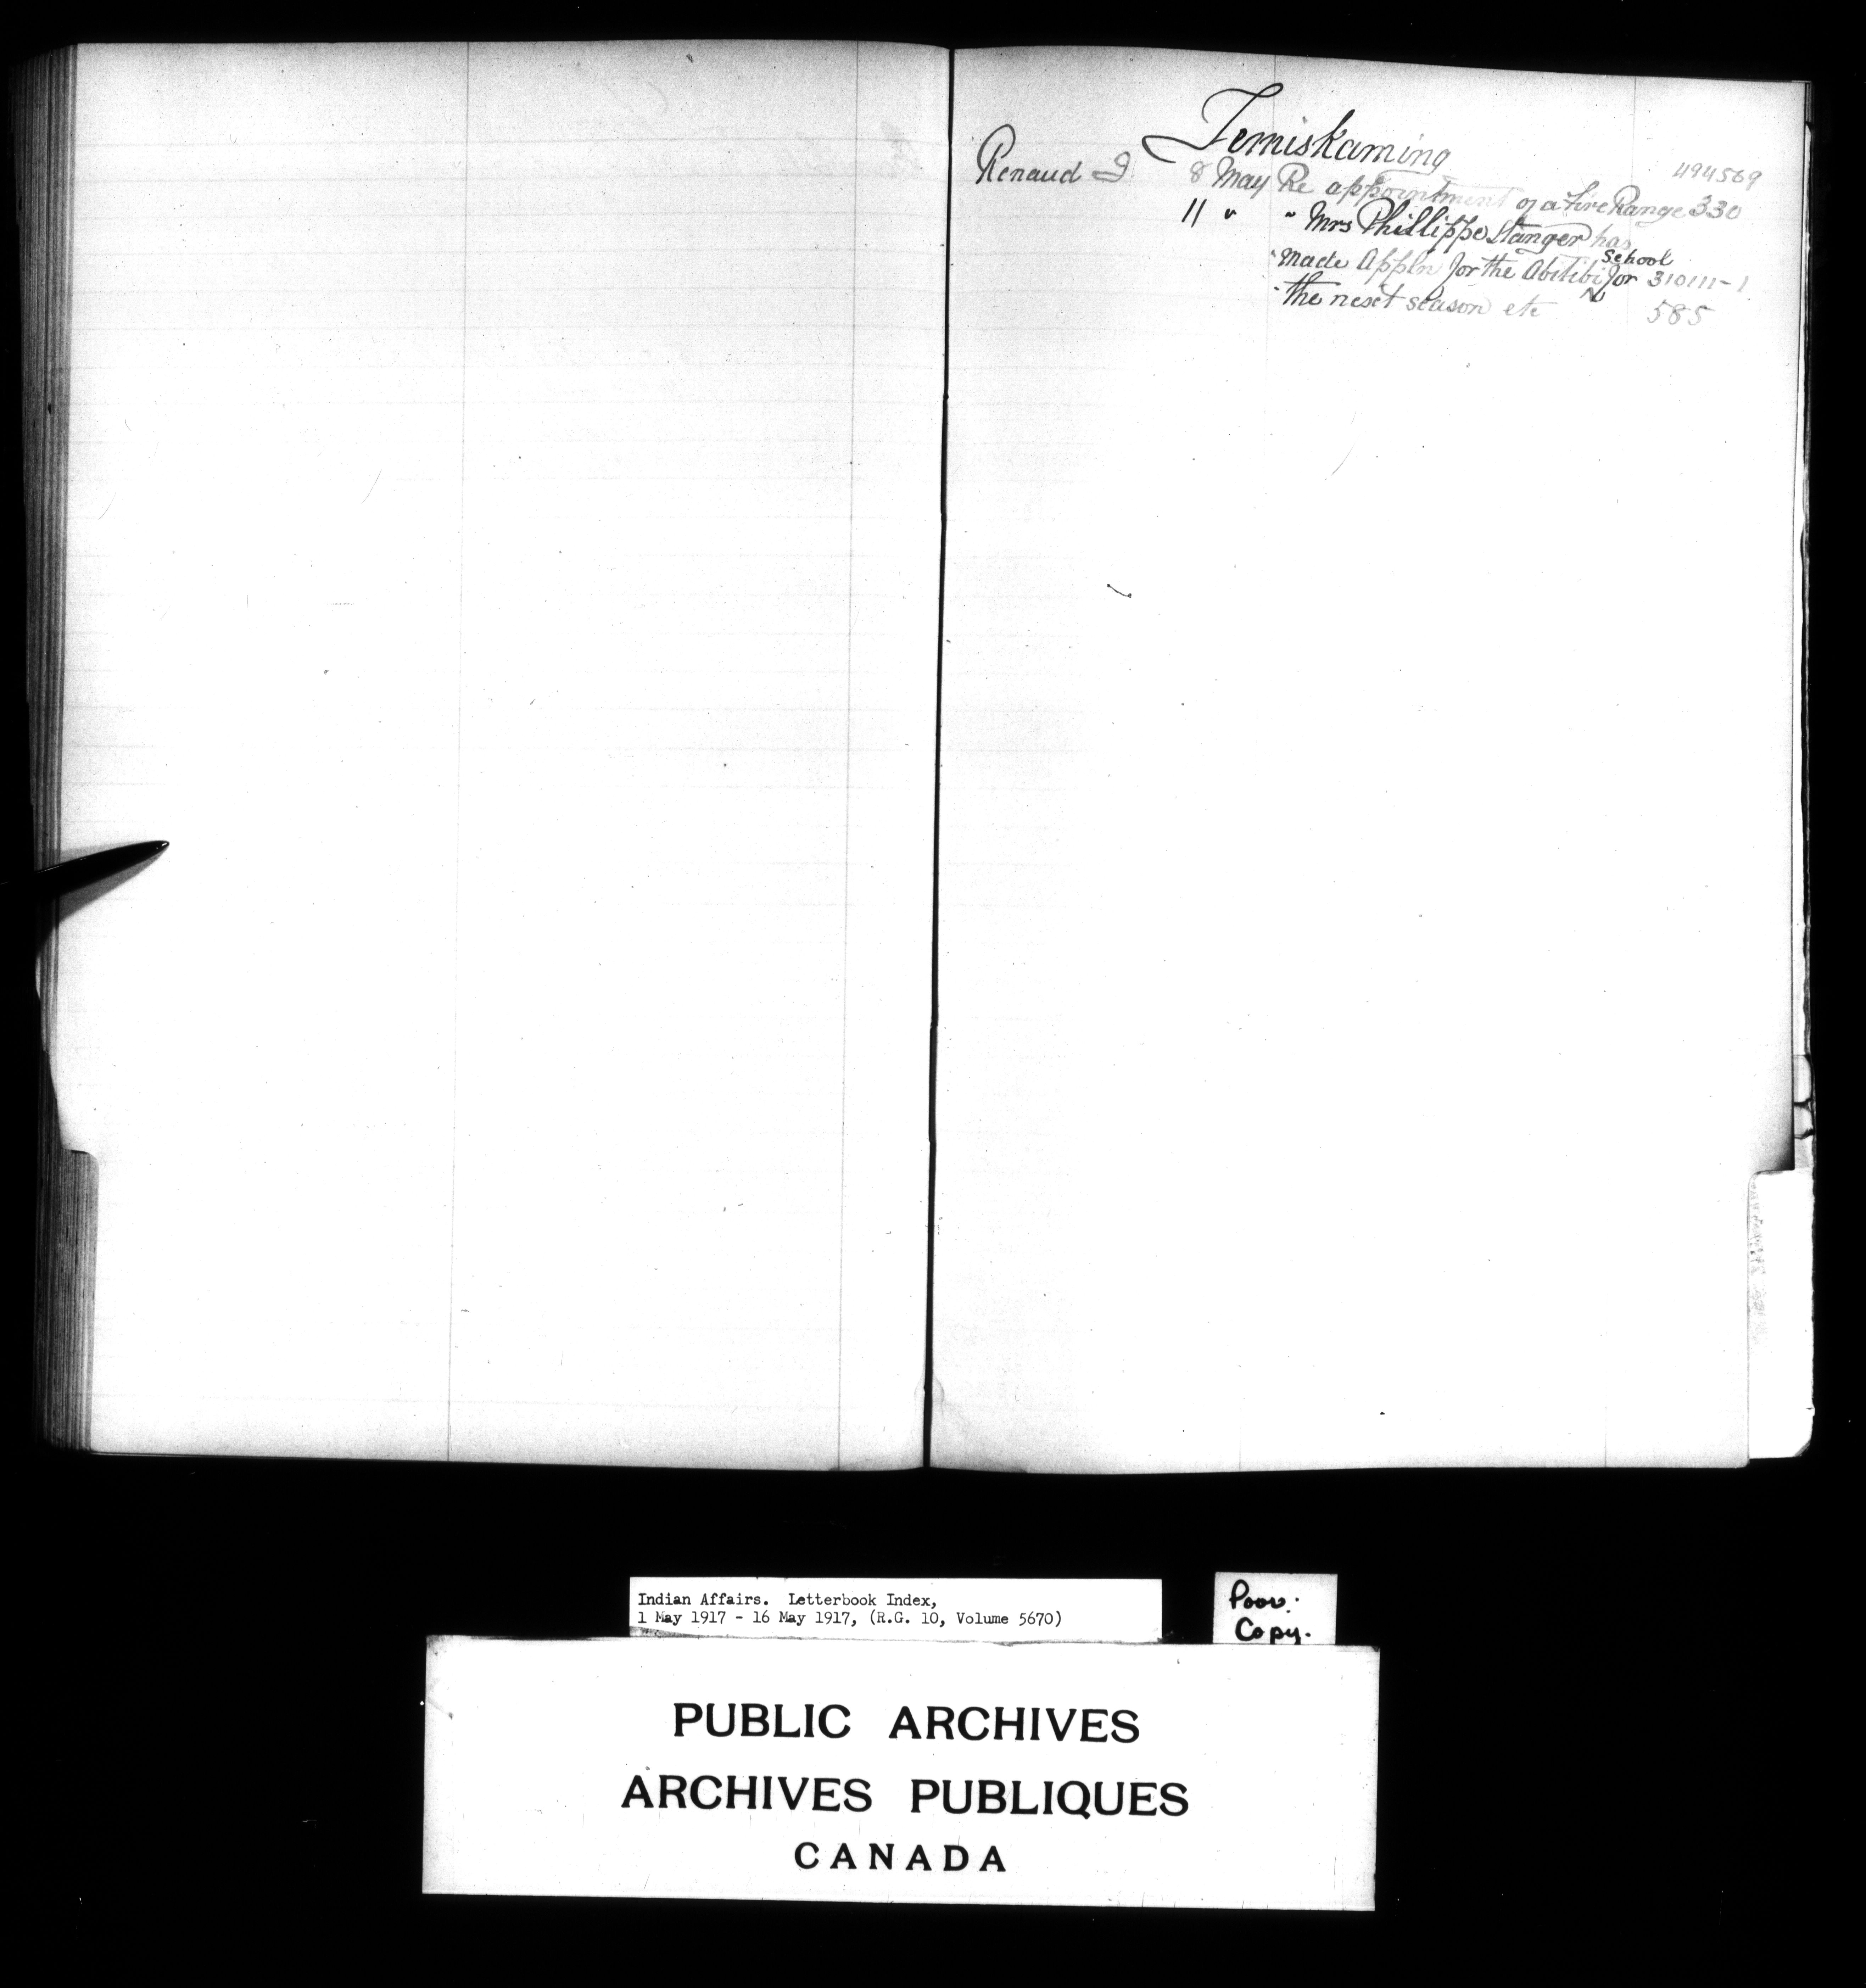 Temiskaming
494569
Renaud I. 8 May Re appointment of a Fire Range 330
11 " " Mrs Phillippe Stanger has
made Appln for the Abitibi School for 310111-1
the next season etc 585
Indian Affairs. Letterbook Index,
1 May 1917 - 16 May 1917, (R.G. 10, Volume 5670)
Poor.
Copy.
PUBLIC ARCHIVES
ARCHIVES PUBLIQUES
CANADA